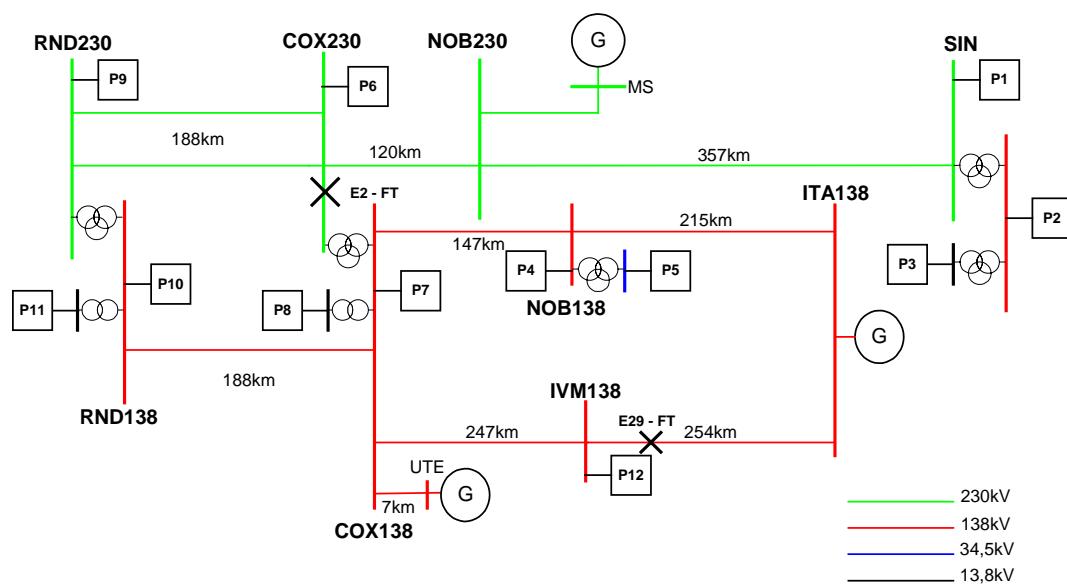 RND230
COX230
NOB230
SIN
G
MS
P9
P6
P1
188km
120km
357km
E2 - FT
ITA138
P2
147km
215km
P4
P5
P3
P10
P7
P11
P8
NOB138
G
188km
IVM138
RND138
E29 - FT
247km
254km
UTE
P12
G
7km
COX138
230kV
138kV
34,5kV
13,8kV